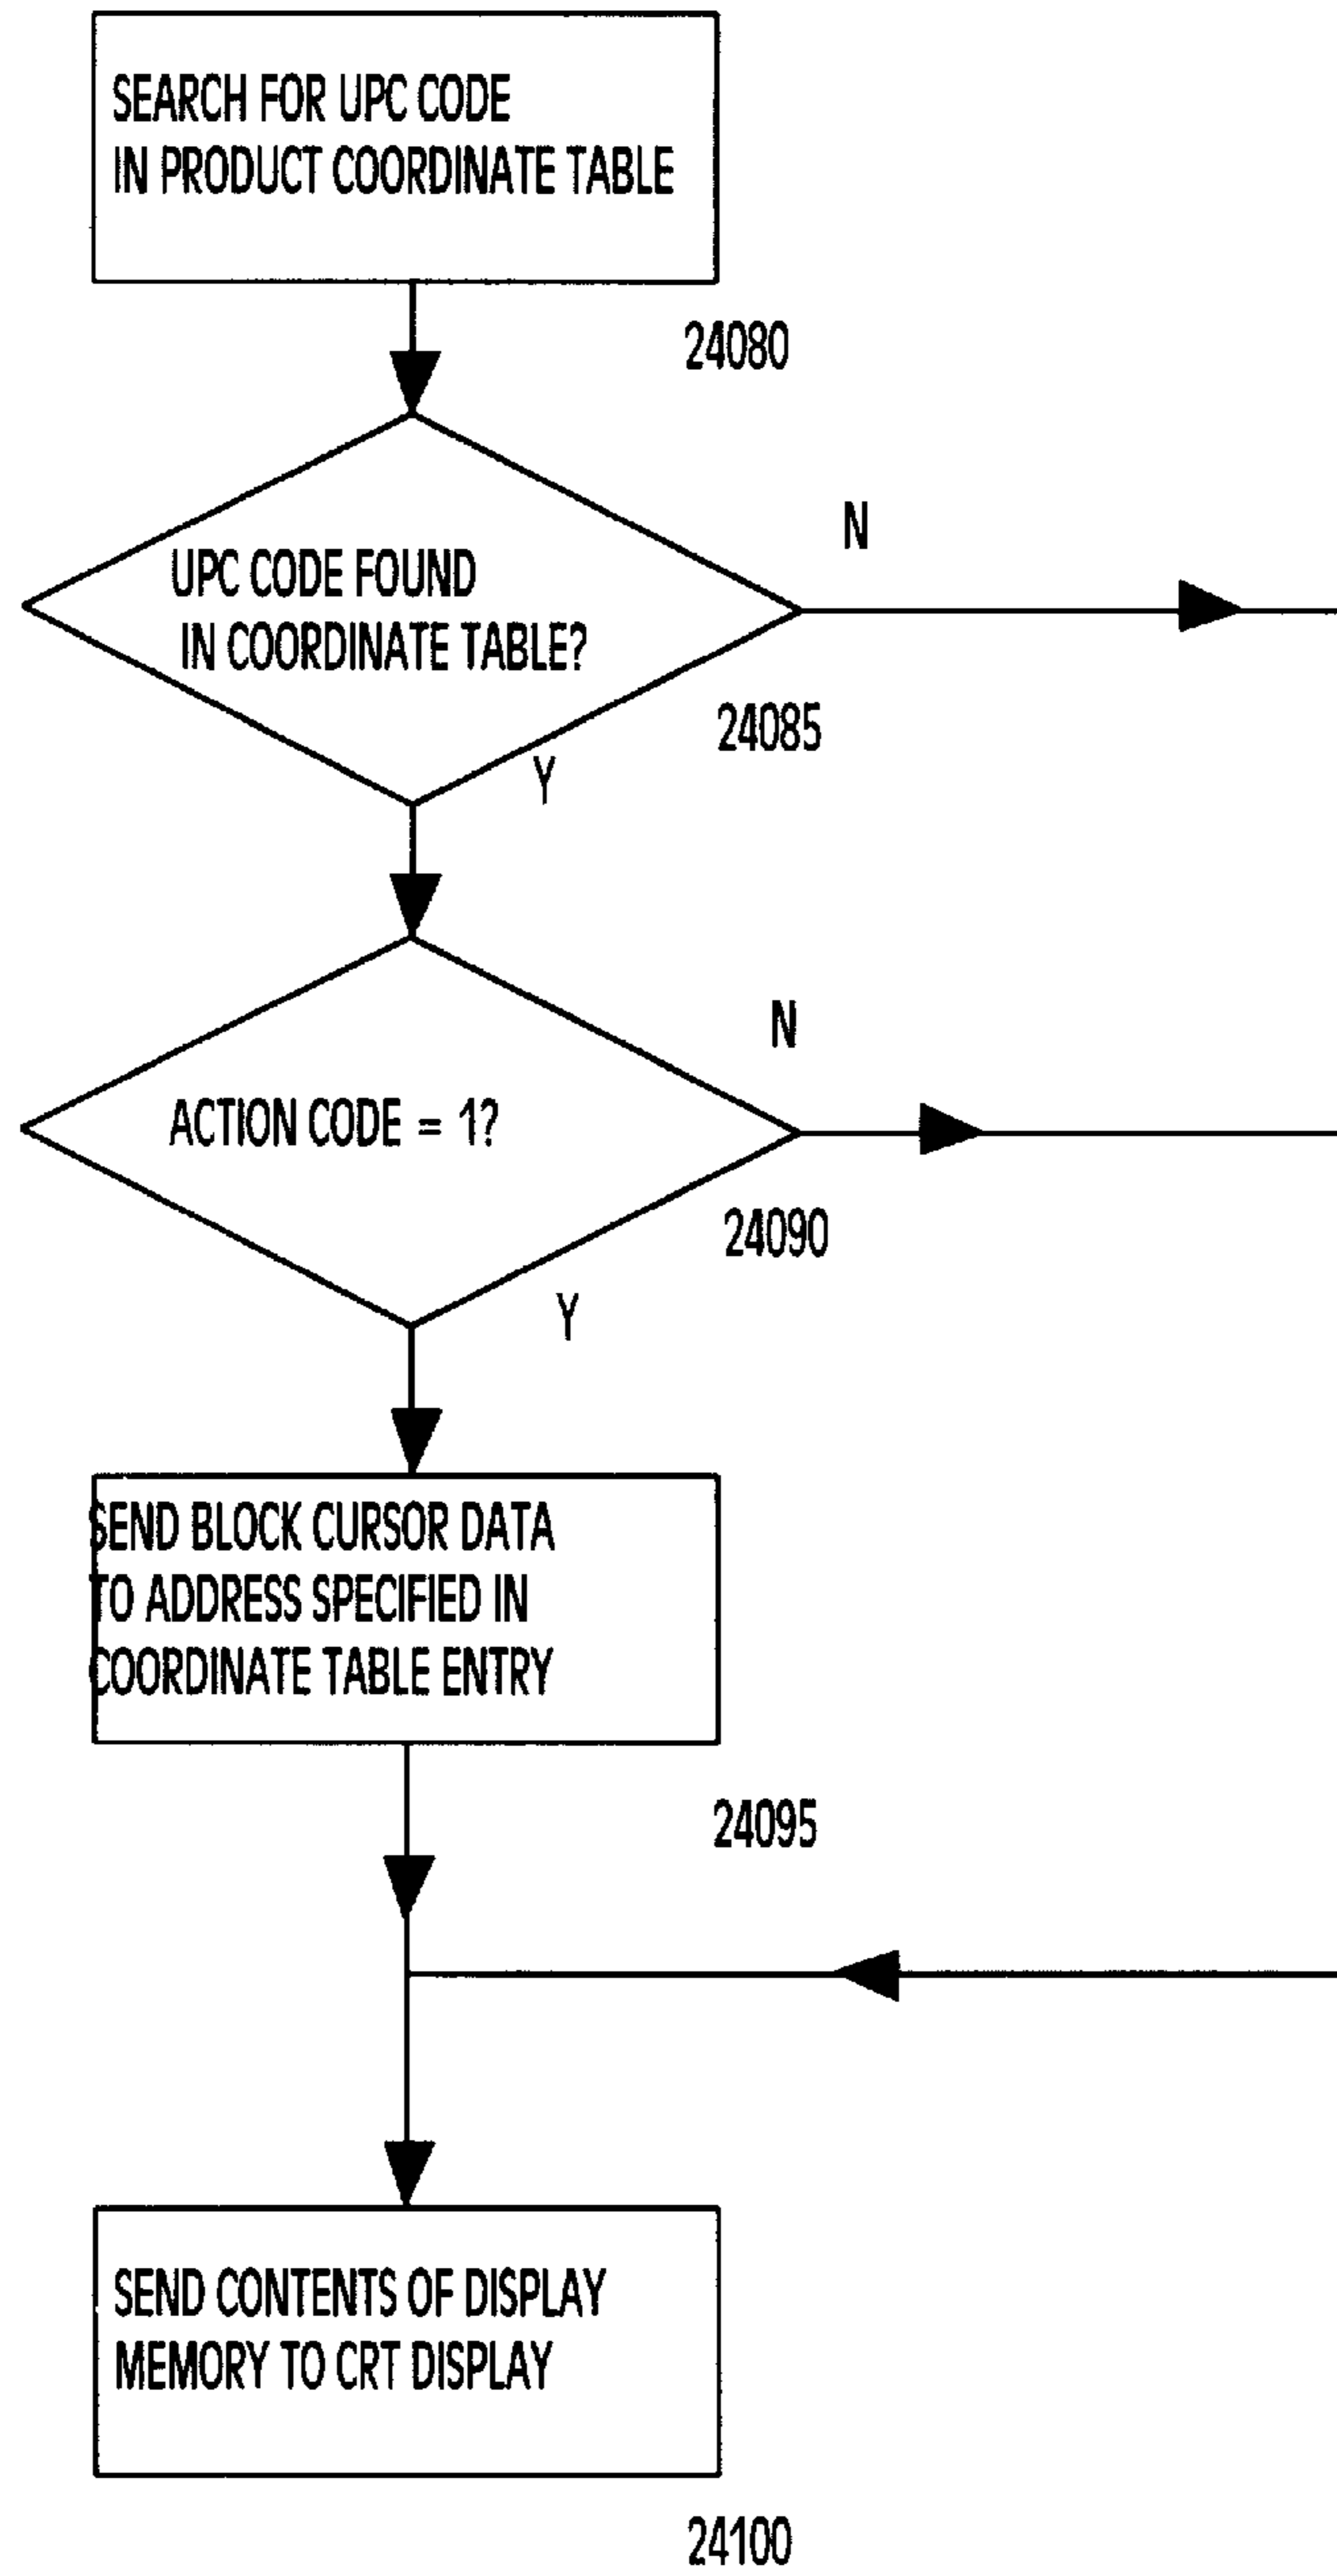 SEARCH FOR UPC CODE
IN PRODUCT COORDINATE TABLE
24080
N
UPC CODE FOUND
IN COORDINATE TABLE?
24085
Y
N
ACTION CODE = 1?
24090
Y
SEND BLOCK CURSOR DATA
TO ADDRESS SPECIFIED IN
COORDINATE TABLE ENTRY
24095
SEND CONTENTS OF DISPLAY
MEMORY TO CRT DISPLAY
24100